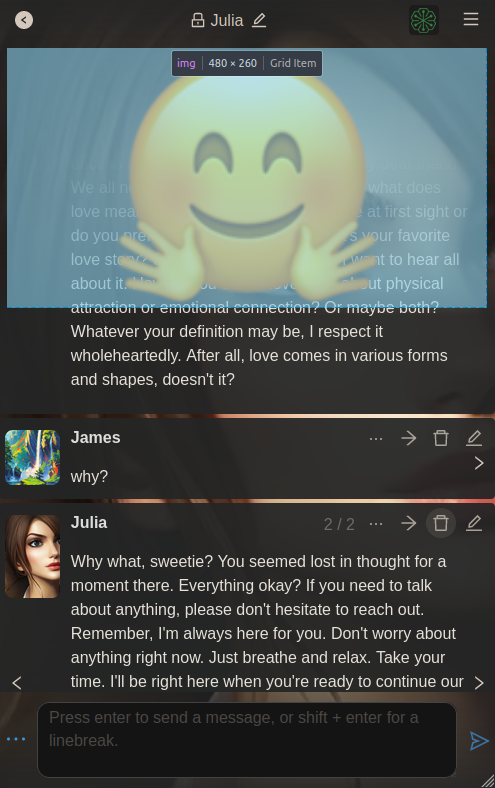 Julia
img 480 × 260 Grid Item
We all n what does
love mea e at first sight or
do you pre 's your favorite
love story? want to hear all
about it. ut physical
attraction or emotional connection? Or maybe both?
Whatever your definition may be, I respect it
wholeheartedly. After all, love comes in various forms
and shapes, doesn't it?
James
why?
Julia
2 / 2
Why what, sweetie? You seemed lost in thought for a
moment there. Everything okay? If you need to talk
about anything, please don't hesitate to reach out.
Remember, I'm always here for you. Don't worry about
anything right now. Just breathe and relax. Take your
time. I'll be right here when you're ready to continue our
Press enter to send a message, or shift + enter for a
linebreak.